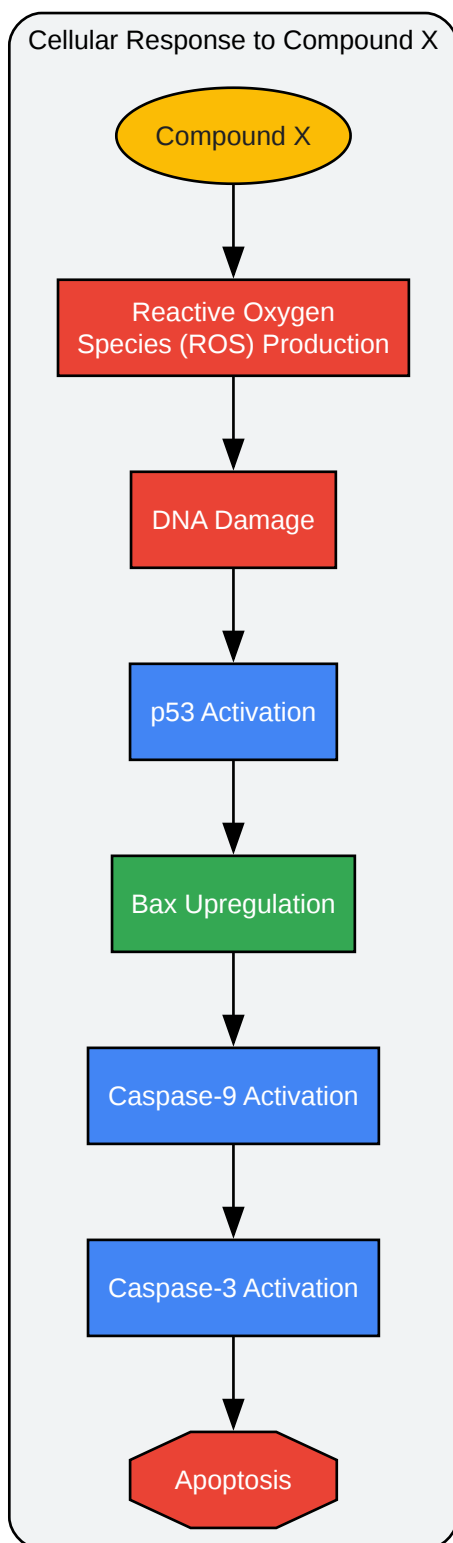 Cellular Response to Compound X
Compound X
Reactive Oxygen
Species (ROS) Production
DNA Damage
p53 Activation
Bax Upregulation
Caspase-9 Activation
Caspase-3 Activation
Apoptosis